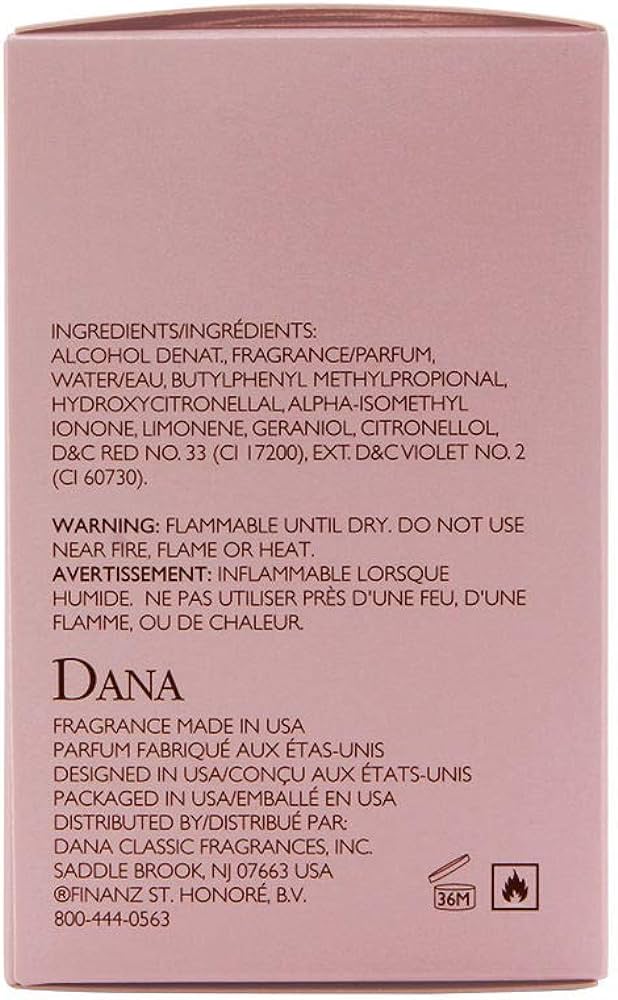 INGREDIENTS/INGRÉDIENTS:
ALCOHOL DENAT., FRAGRANCE/PARFUM,
WATER/EAU, BUTYLPHENYL METHYLPROPIONAL,
HYDROXYCITRONELLAL, ALPHA-ISOMETHYL
IONONE, LIMONENE, GERANIOL, CITRONELLOL,
D&C RED NO. 33 (CI 17200), EXT. D&C VIOLET NO. 2
(CI 60730).
WARNING: FLAMMABLE UNTIL DRY. DO NOT USE
NEAR FIRE, FLAME OR HEAT.
AVERTISSEMENT: INFLAMMABLE LORSQUE
HUMIDE. NE PAS UTILISER PRÈS D'UNE FEU, D'UNE
FLAMME, OU DE CHALEUR.
DANA
FRAGRANCE MADE IN USA
PARFUM FABRIQUÉ AUX ÉTAS-UNIS
DESIGNED IN USA/CONÇU AUX ÉTATS-UNIS
PACKAGED IN USA/EMBALLÉ EN USA
DISTRIBUTED BY/DISTRIBUÉ PAR:
DANA CLASSIC FRAGRANCES, INC.
SADDLE BROOK, NJ 07663 USA
®FINANZ ST. HONORÉ, B.V.
800-444-0563
36M